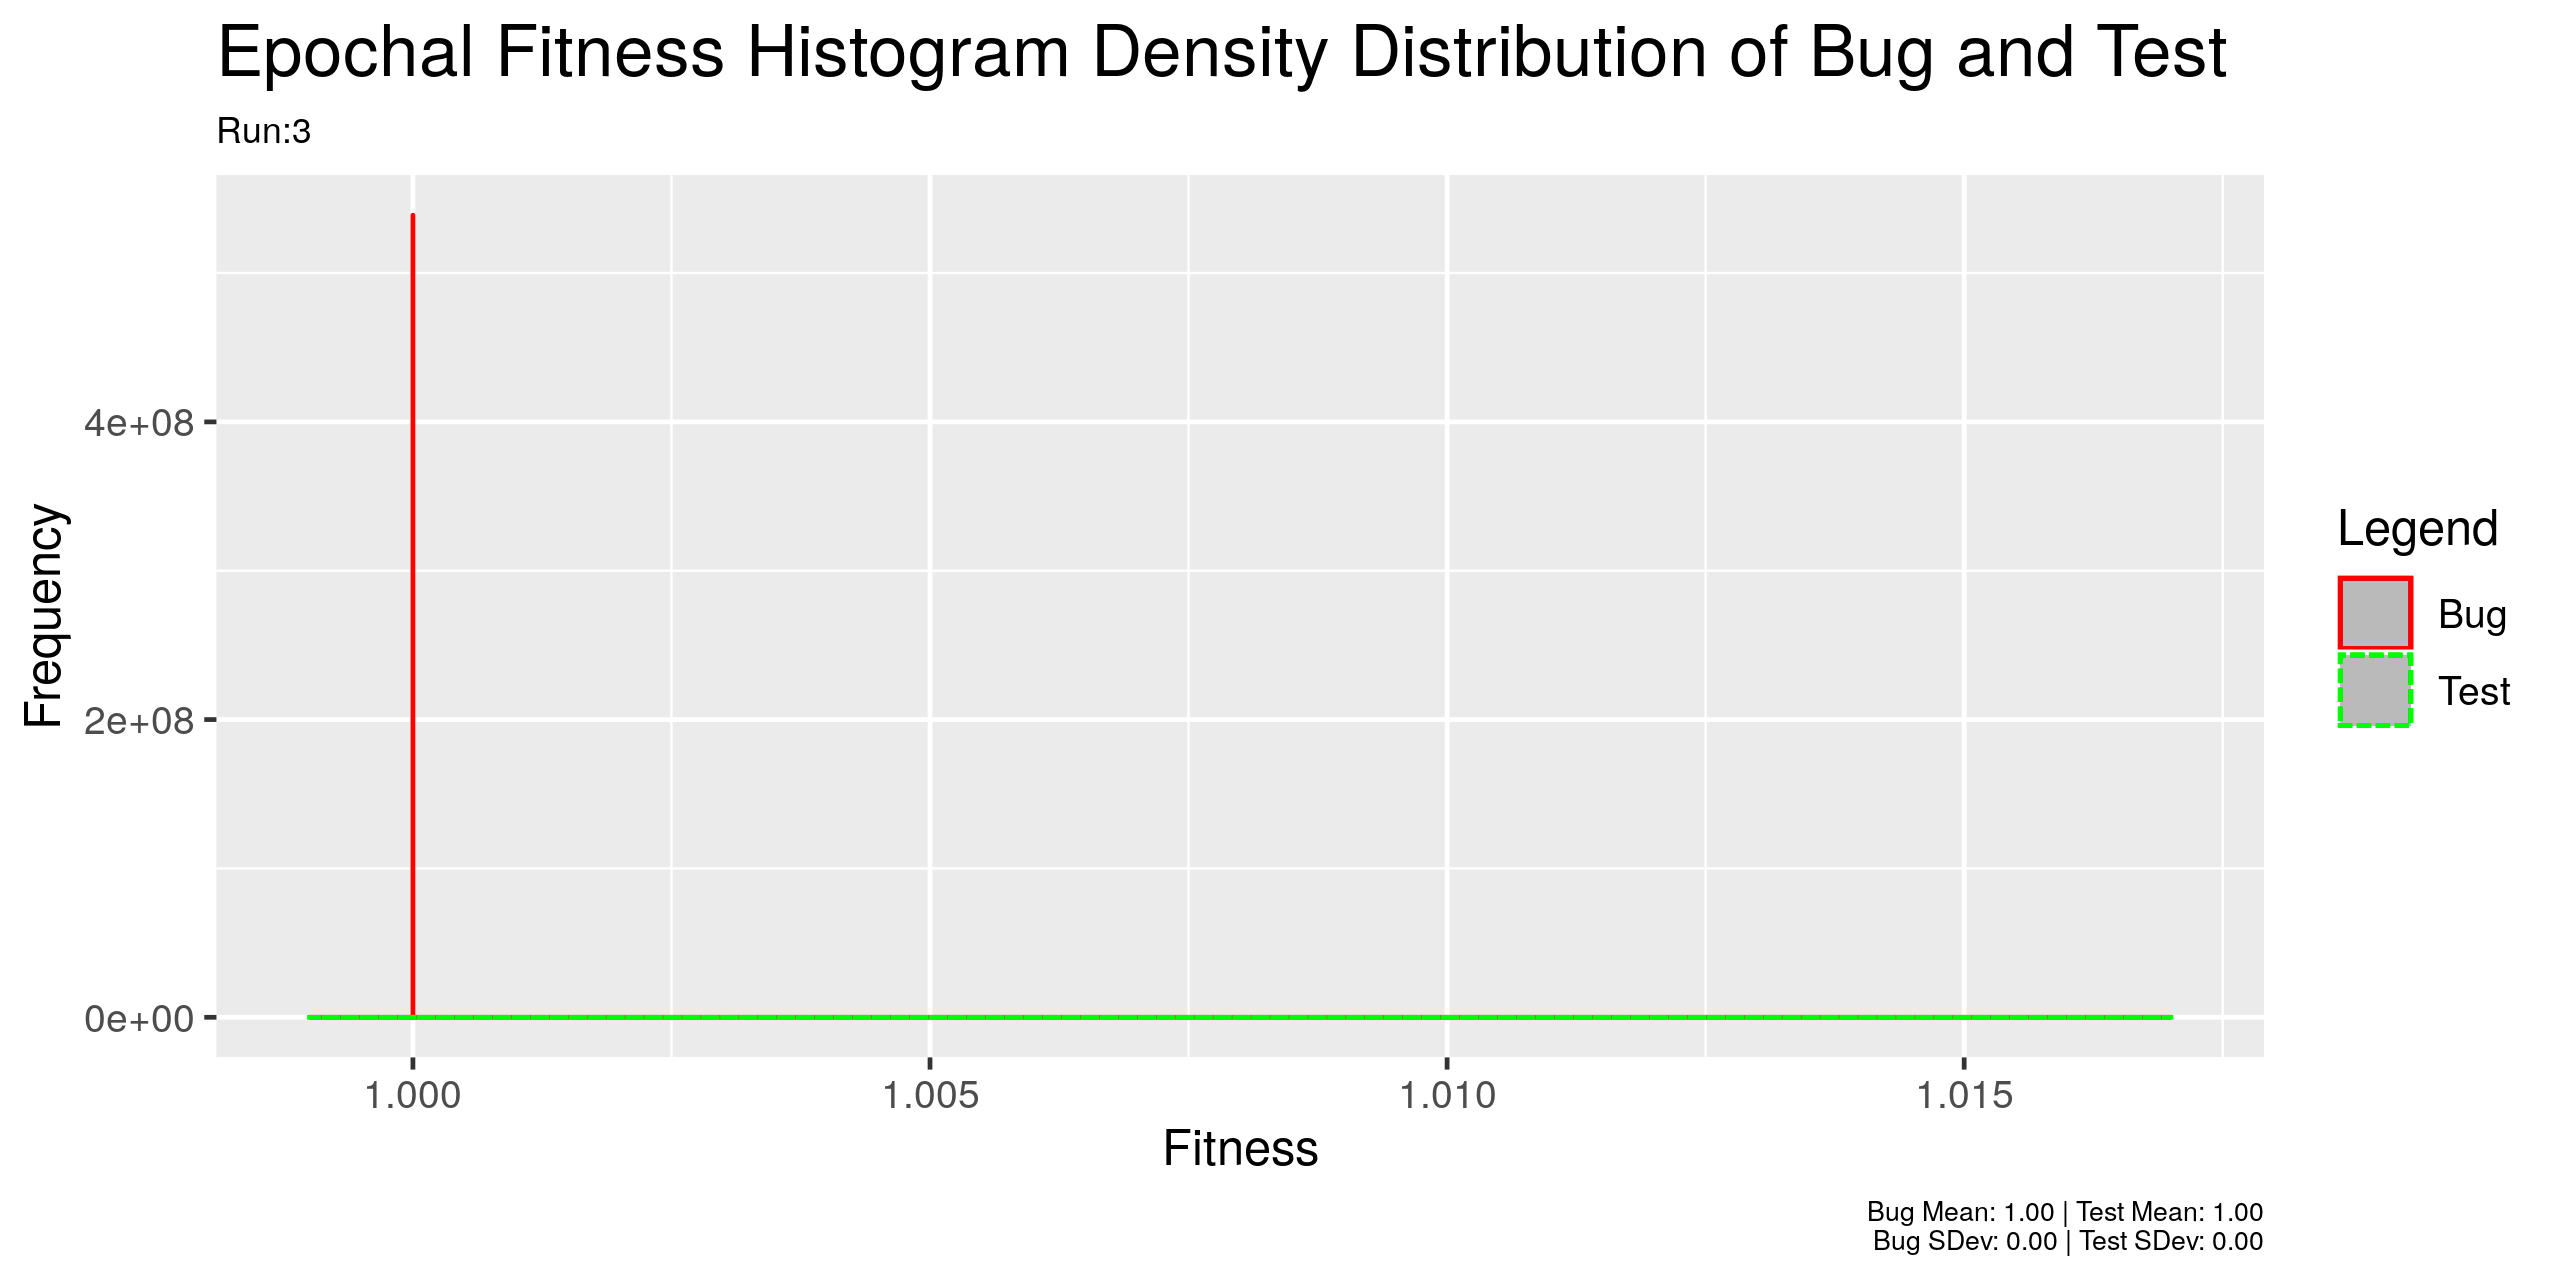 Epochal Fitness Histogram Density Distribution of Bug and Test
Run:3
Frequency
4e+08
2e+08
0e+00
1.000
1.005
1.010
1.015
Fitness
Legend
Bug
Test
Bug Mean: 1.00 | Test Mean: 1.00
Bug SDev: 0.00 | Test SDev: 0.00